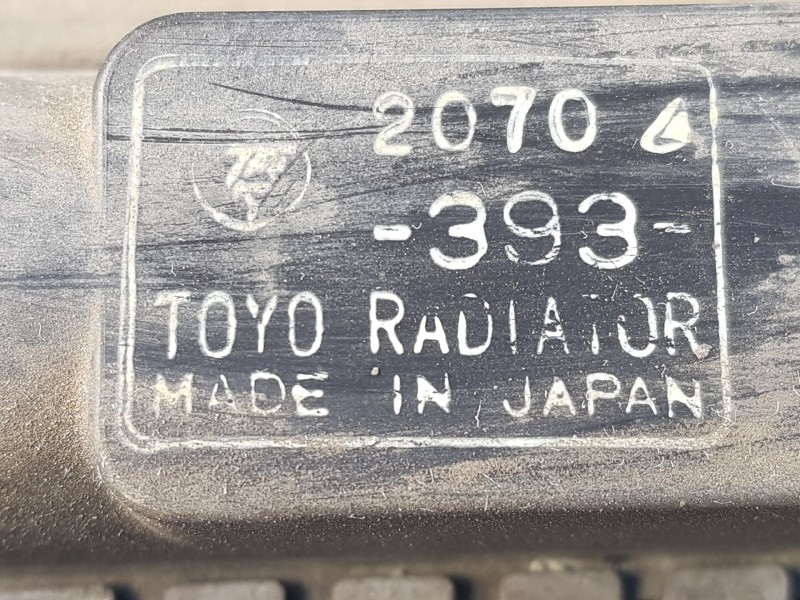 2070
-393-
TOYO RADIATOR
MADE IN JAPAN